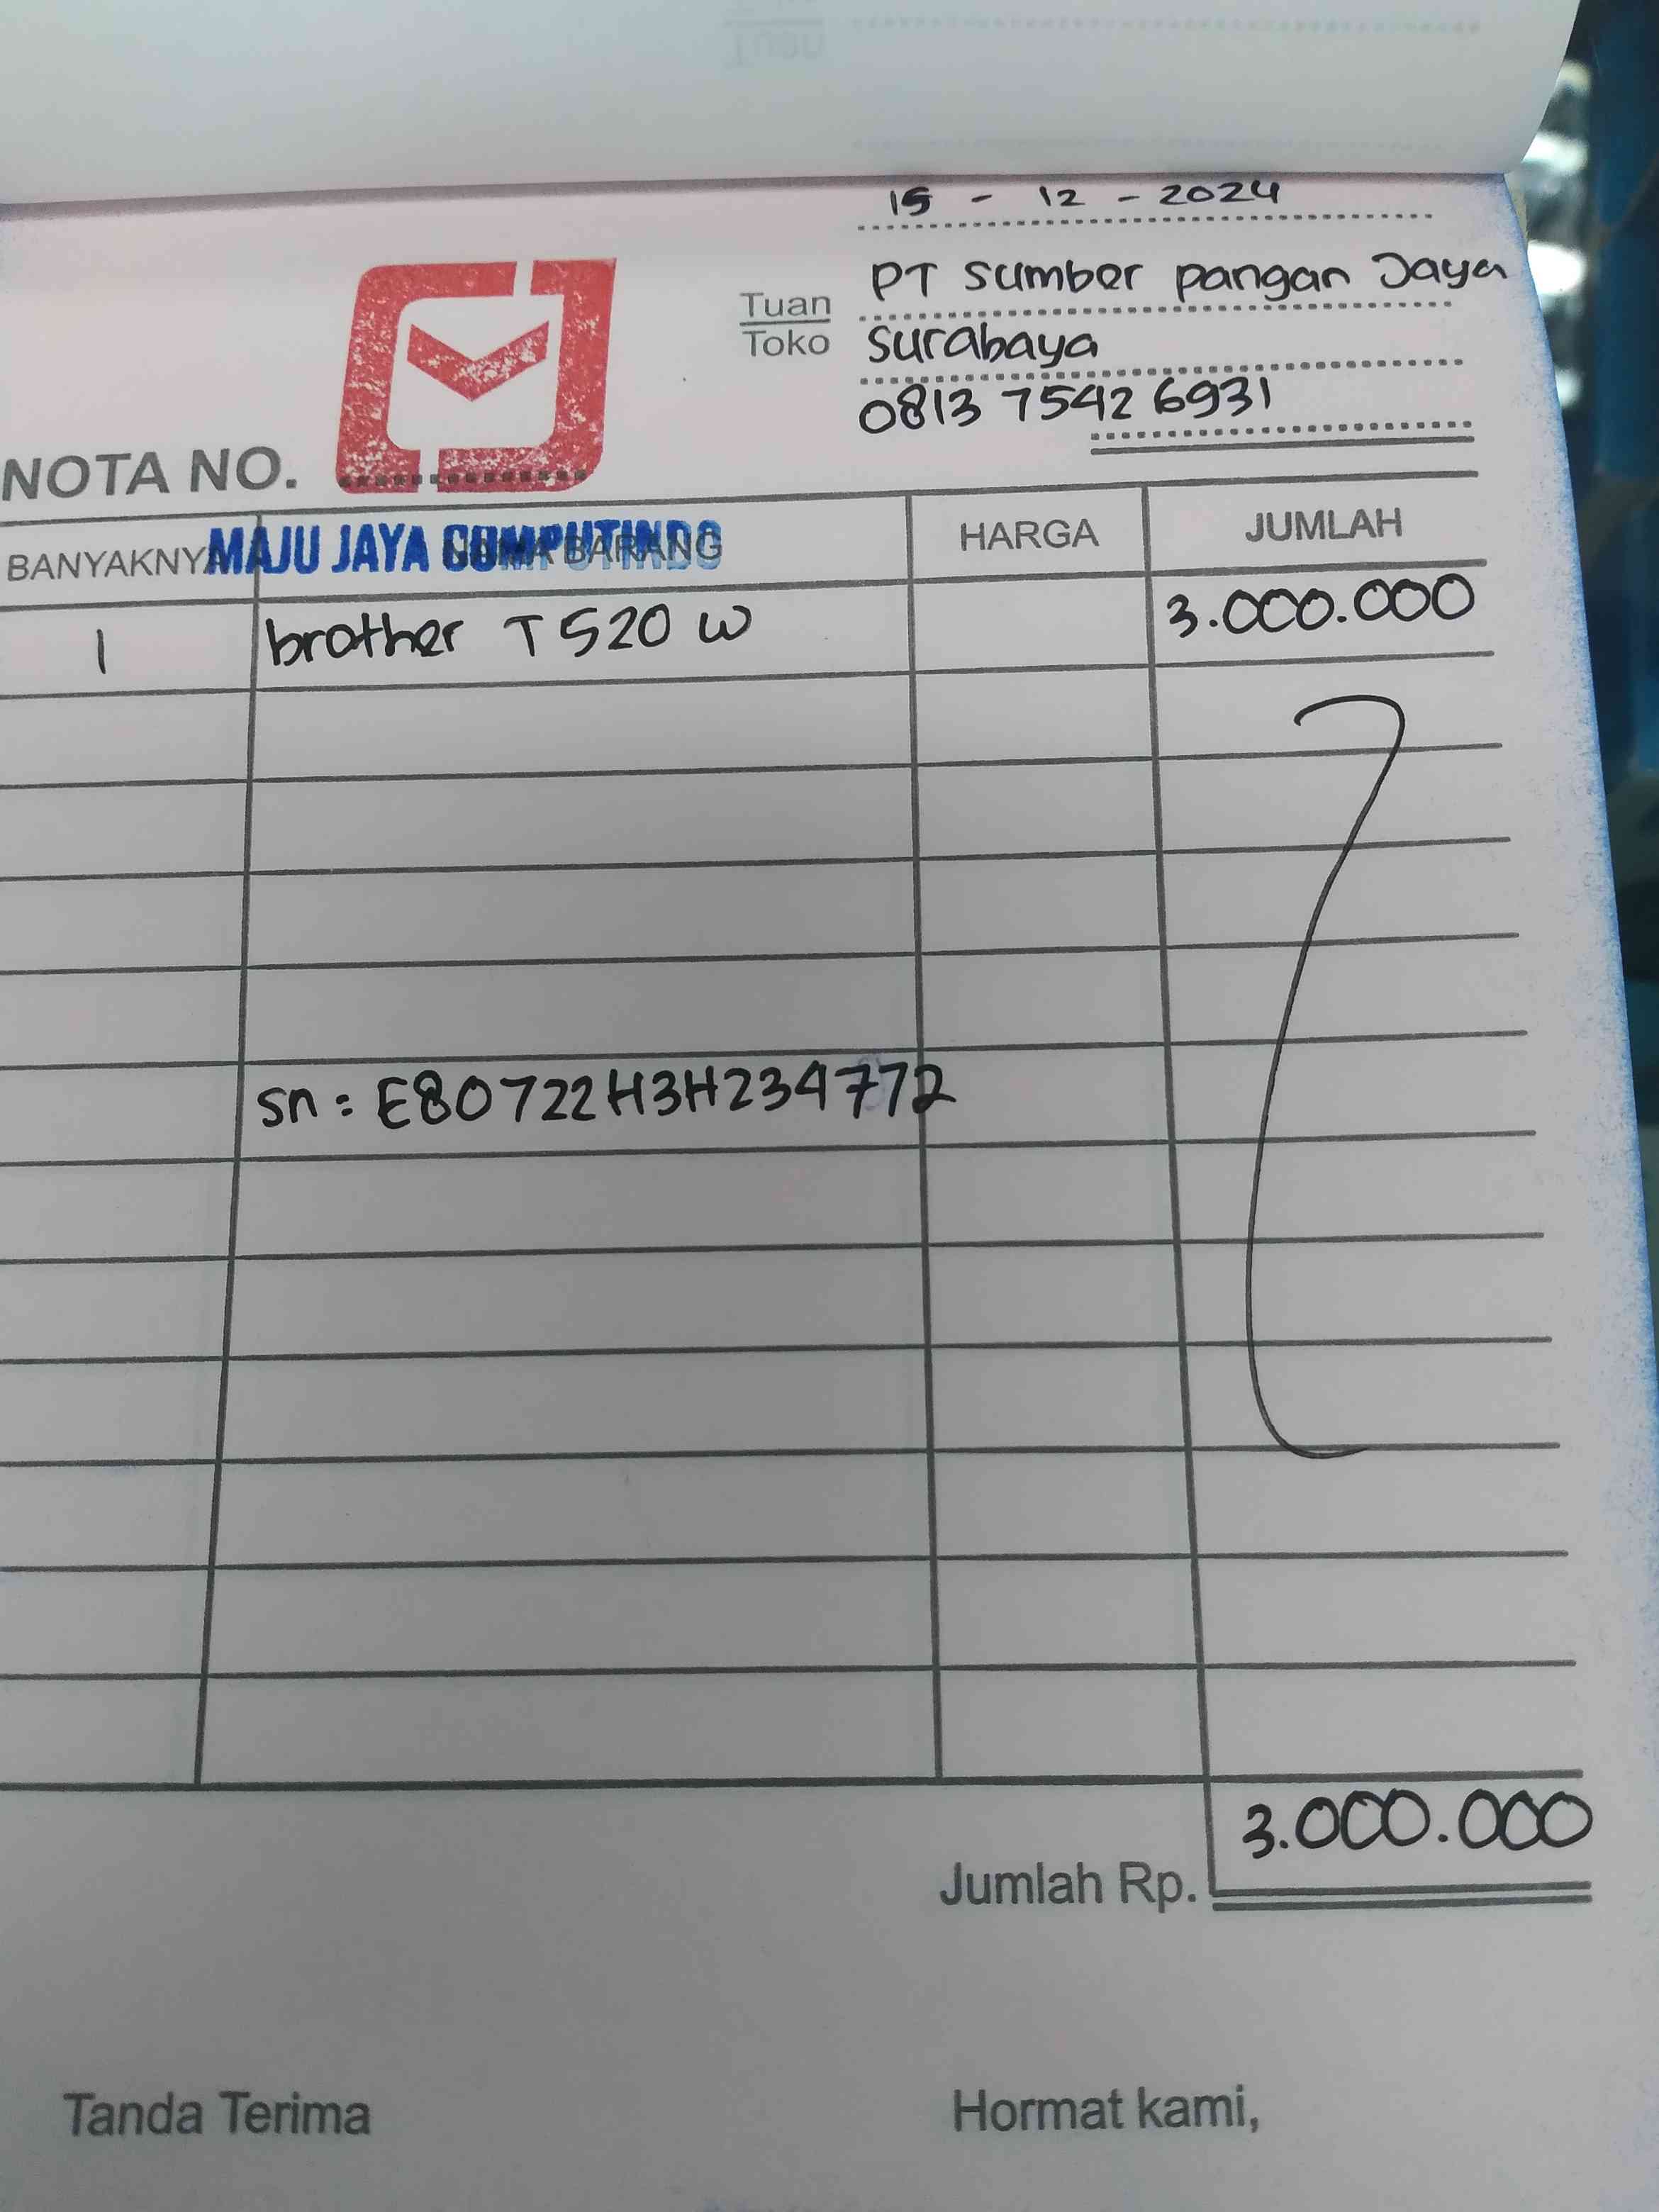 15 - 12 - 2024
Tuan
Toko
PT Sumber pangan Jaya
Surabaya
0813 7542 6931
NOTA NO.
MAJU JAYA COMPUTINDO
BANYAKNYA NAMA BARANG HARGA JUMLAH
1 brother T520 W 3.000.000
sn : E80722H3H234772
Jumlah Rp. 3.000.000
Tanda Terima Hormat kami,